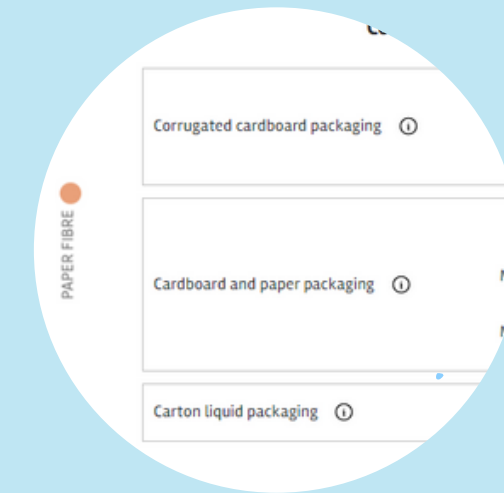 Corrugated cardboard packaging
PAPER FIBRE
Cardboard and paper packaging
Carton liquid packaging